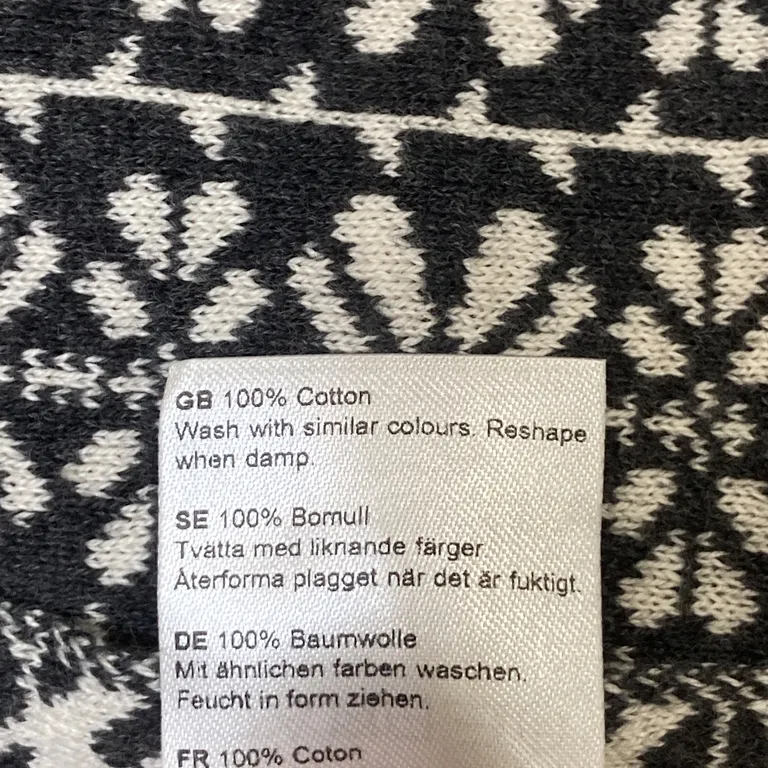 GB 100% Cotton
Wash with similar colours. Reshape
when damp.
SE 100% Bomull
Tvätta med liknande färger
Återforma plagget när det är fuktigt.
DE 100% Baumwolle
Mit ähnlichen farben waschen.
Feucht in form ziehen.
FR 100% Coton